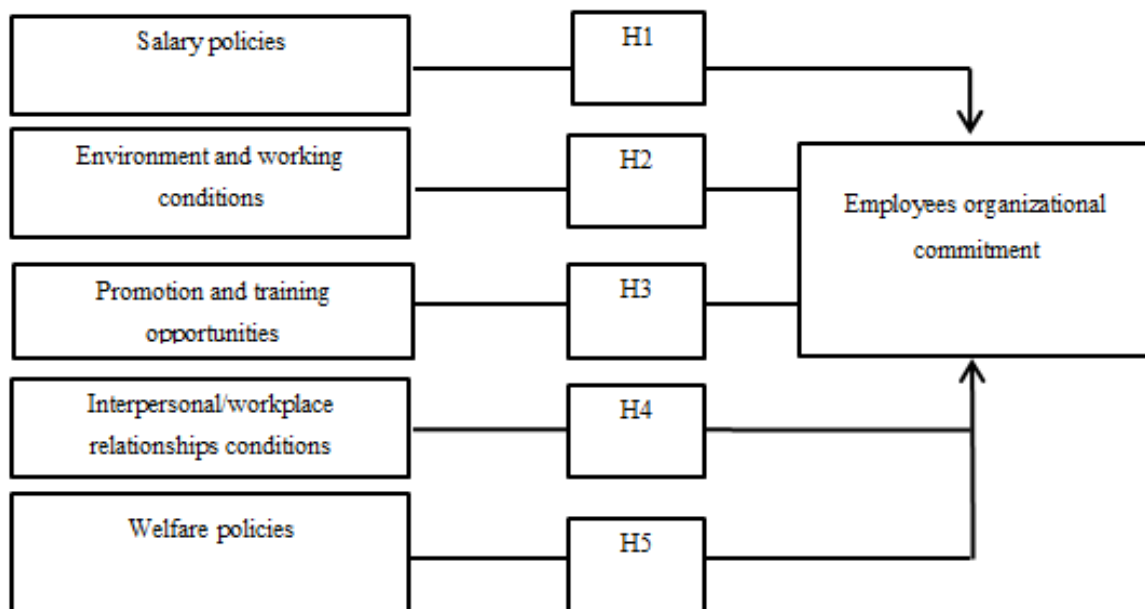 Salary policies
H1
Environment and working
conditions
H2
Employees organizational
commitment
Promotion and training
opportunities
H3
Interpersonal/workplace
relationships conditions
H4
Welfare policies
H5